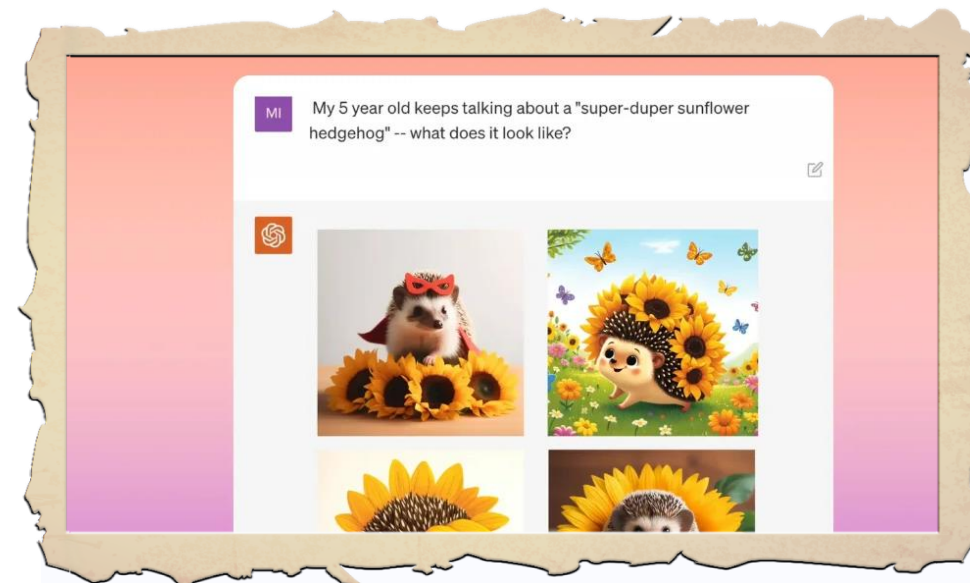 MI
My 5 year old keeps talking about a "super-duper sunflower
hedgehog" -- what does it look like?